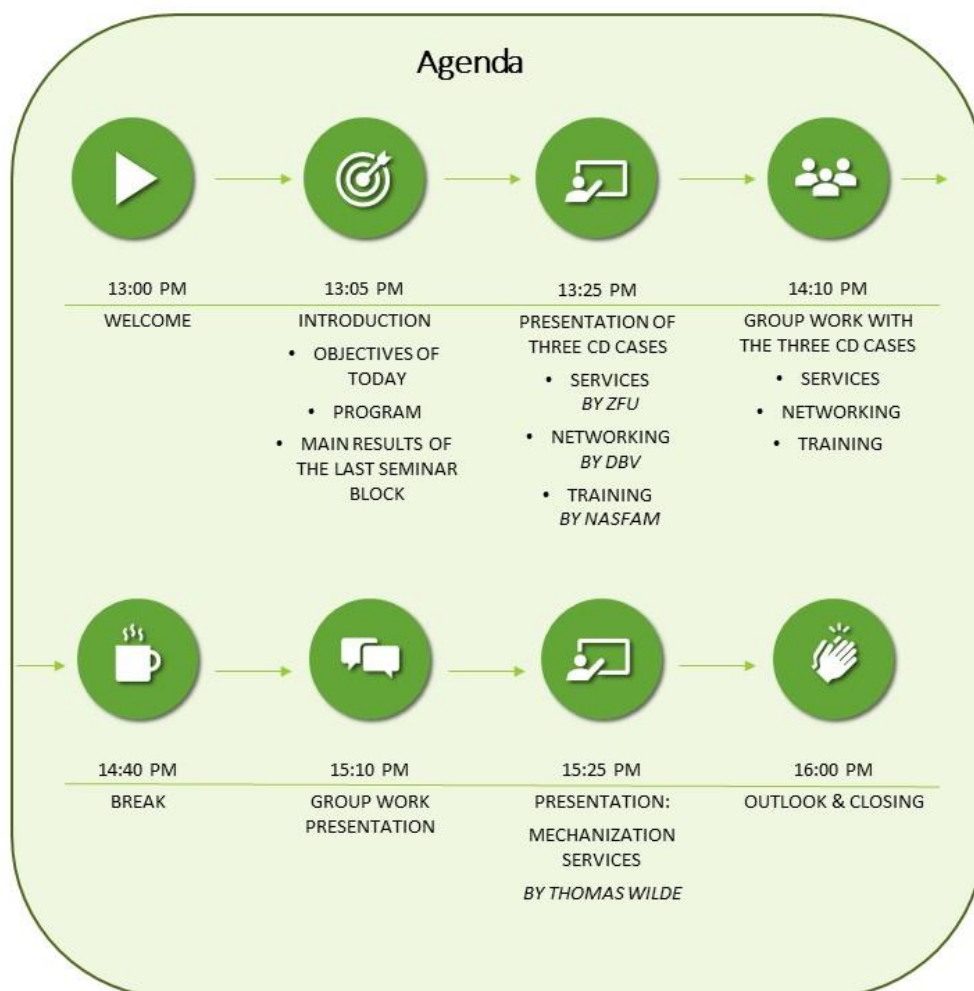 Agenda
13:00 PM
WELCOME
13:05 PM
INTRODUCTION
• OBJECTIVES OF
TODAY
• PROGRAM
• MAIN RESULTS OF
THE LAST SEMINAR
BLOCK
13:25 PM
PRESENTATION OF
THREE CD CASES
• SERVICES
BY ZFU
• NETWORKING
BY DBV
• TRAINING
BY NASFAM
14:10 PM
GROUP WORK WITH
THE THREE CD CASES
• SERVICES
• NETWORKING
• TRAINING
14:40 PM
BREAK
15:10 PM
GROUP WORK
PRESENTATION
15:25 PM
PRESENTATION:
MECHANIZATION
SERVICES
BY THOMAS WILDE
16:00 PM
OUTLOOK & CLOSING